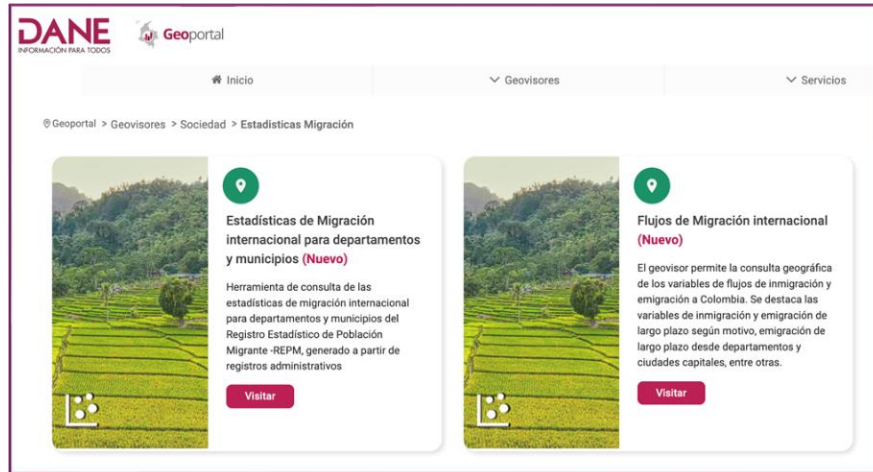 DANE
INFORMACIÓN PARA TODOS
Geoportal
Inicio
Geovisores
Servicios
Geoportal > Geovisores > Sociedad > Estadísticas Migración
Estadísticas de Migración
internacional para departamentos
y municipios (Nuevo)
Herramienta de consulta de las
estadísticas de migración internacional
para departamentos y municipios del
Registro Estadístico de Población
Migrante -REPM, generado a partir de
registros administrativos
Visitar
Flujos de Migración internacional
(Nuevo)
El geovisor permite la consulta geográfica
de los variables de flujos de inmigración y
emigración a Colombia. Se destaca las
variables de inmigración y emigración de
largo plazo según motivo, emigración de
largo plazo desde departamentos y
ciudades capitales, entre otras.
Visitar